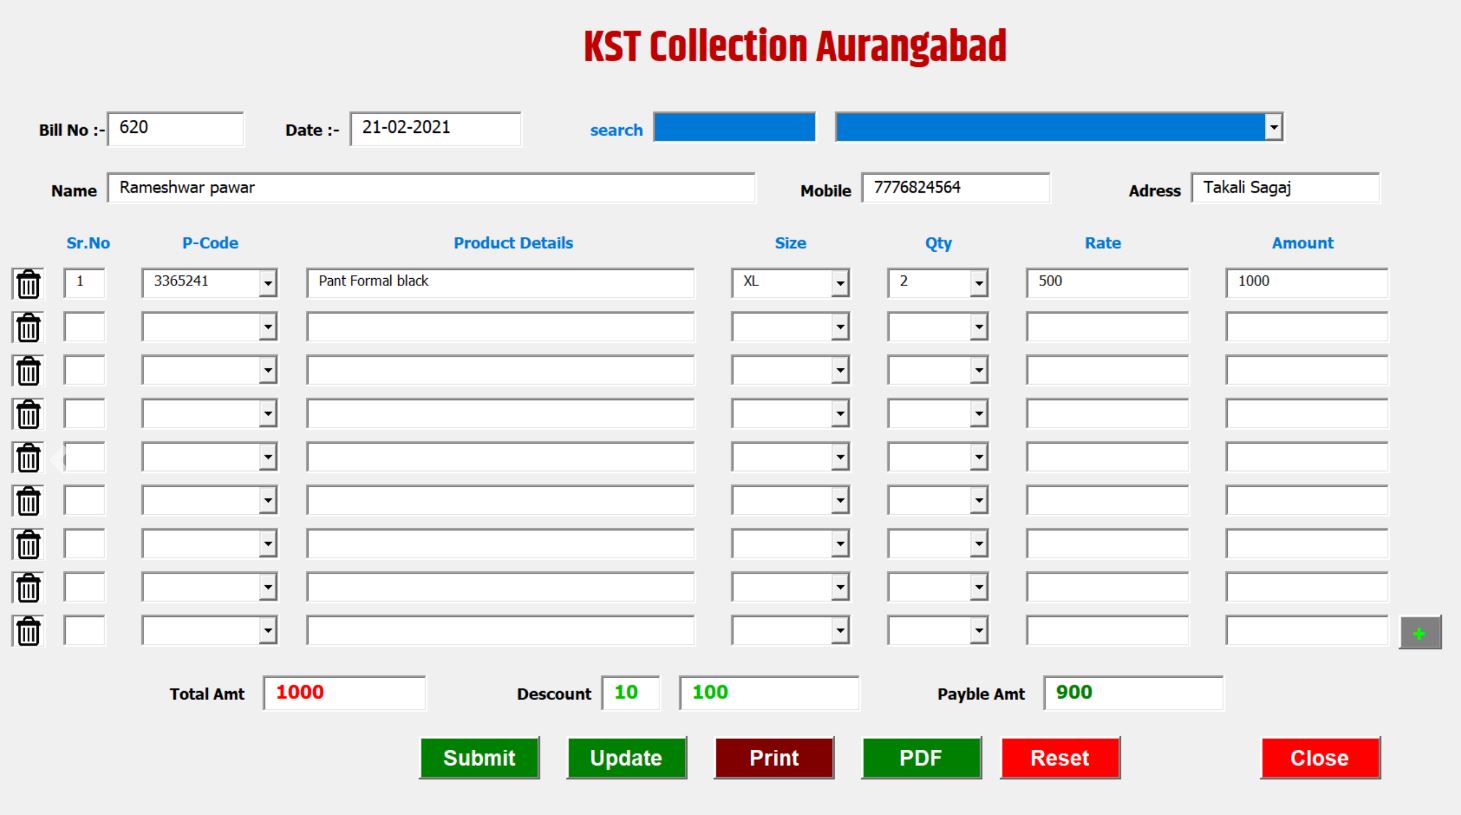 KST Collection Aurangabad
Bill No :- 620 Date :- 21-02-2021 search
Name Rameshwar pawar Mobile 7776824564 Adress Takali Sagaj
Sr.No P-Code Product Details Size Qty Rate Amount
1 3365241 Pant Formal black XL 2 500 1000
+
Total Amt 1000 Descount 10 100 Payble Amt 900
Submit Update Print PDF Reset Close